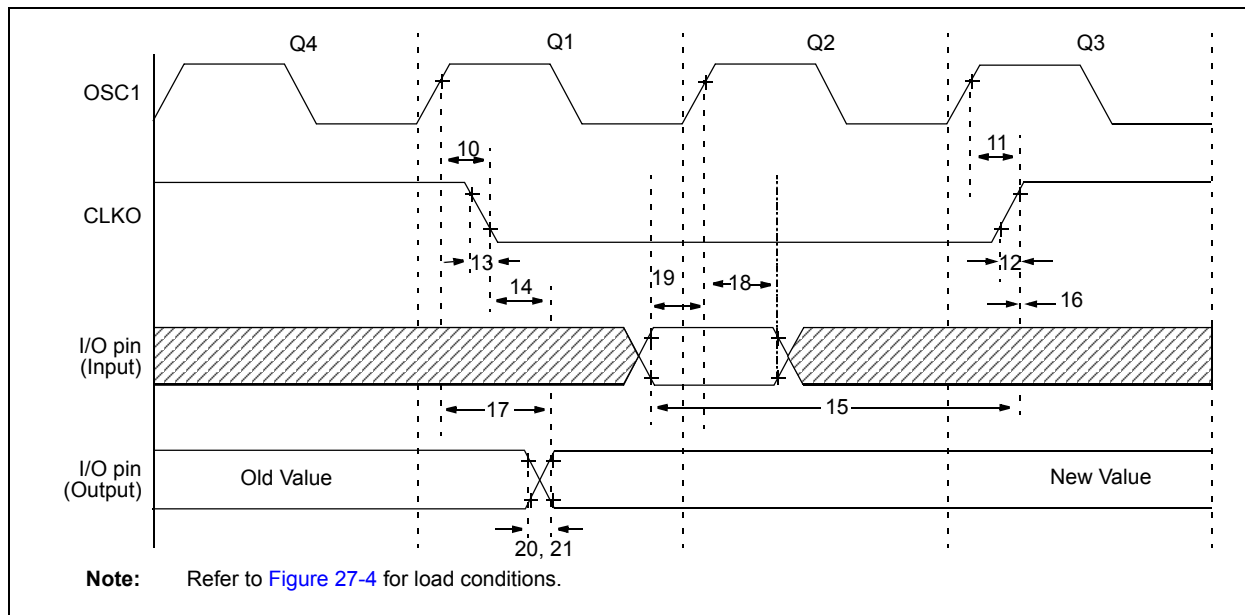 Q4 Q1 Q2 Q3
OSC1
10 11
CLKO
13 12
14 19 18 16
I/O pin
(Input)
17 15
I/O pin
(Output)
Old Value New Value
20, 21
Note: Refer to Figure 27-4 for load conditions.